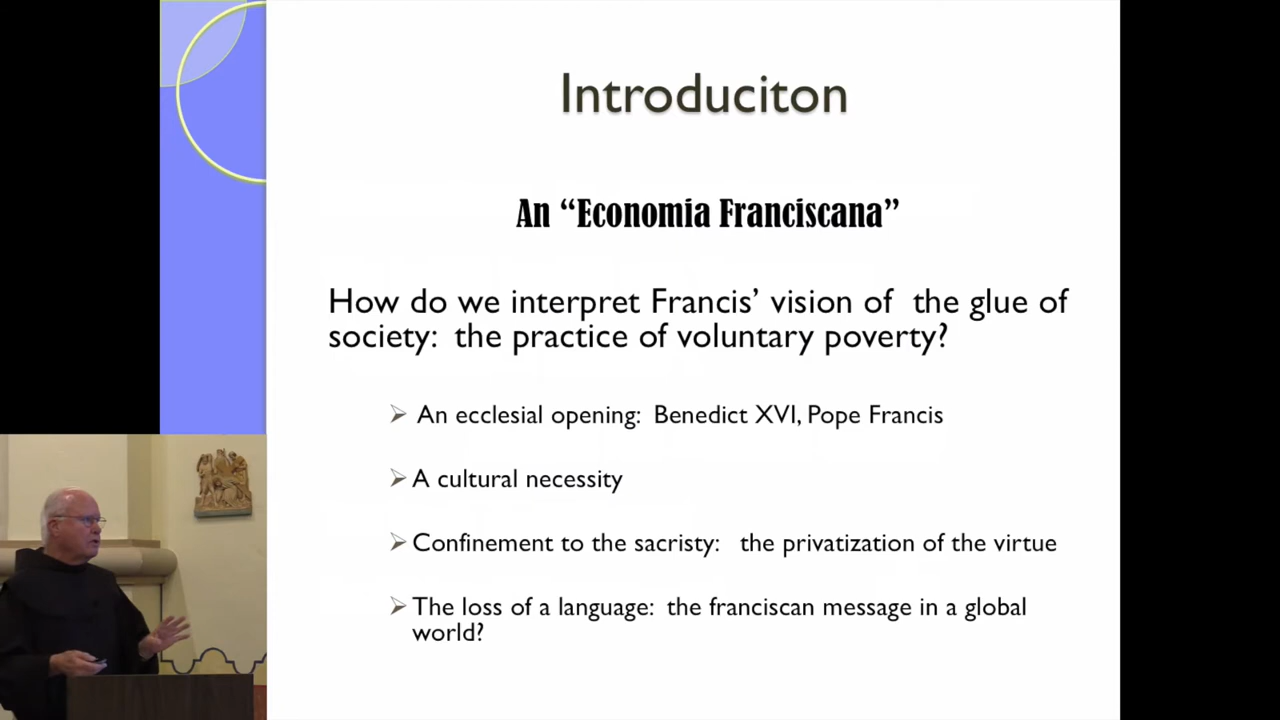 Introduciton
An “Economia Franciscana”
How do we interpret Francis’ vision of the glue of
society: the practice of voluntary poverty?
An ecclesial opening: Benedict XVI, Pope Francis
A cultural necessity
Confinement to the sacristy: the privatization of the virtue
The loss of a language: the franciscan message in a global
world?